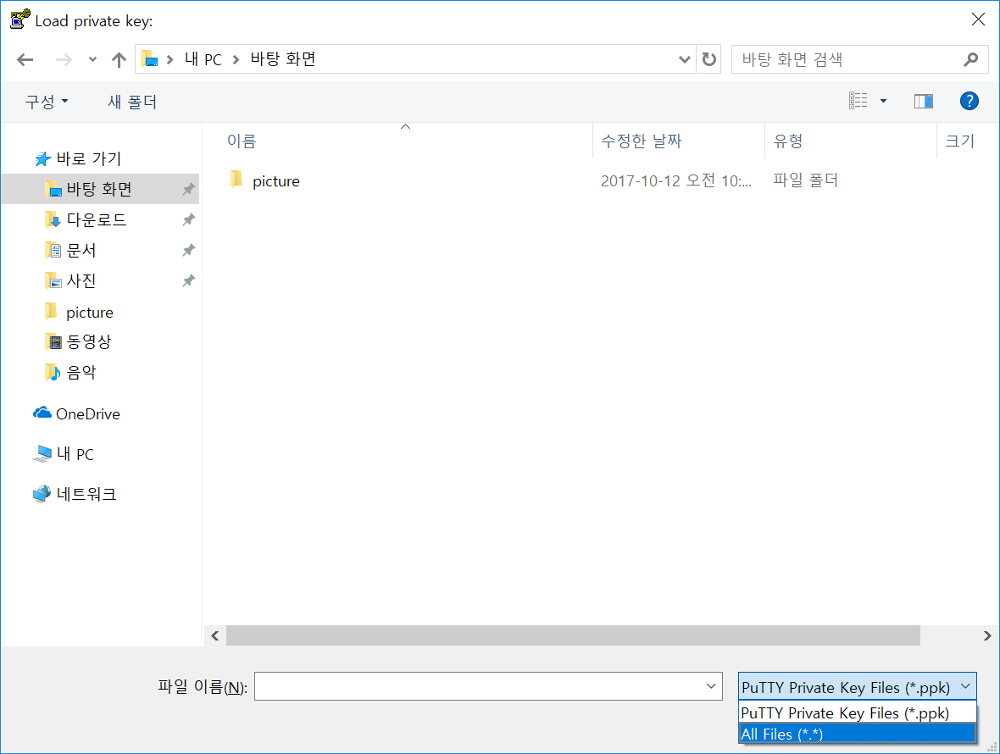 Load private key:
내 PC 바탕 화면
바탕 화면 검색
구성 새 폴더
이름 수정한 날짜 유형 크기
바로 가기
바탕 화면
picture 2017-10-12 오전 10:... 파일 폴더
다운로드
문서
사진
picture
동영상
음악
OneDrive
내 PC
네트워크
파일 이름(N): PuTTY Private Key Files (*.ppk)
PuTTY Private Key Files (*.ppk)
All Files (*.*)